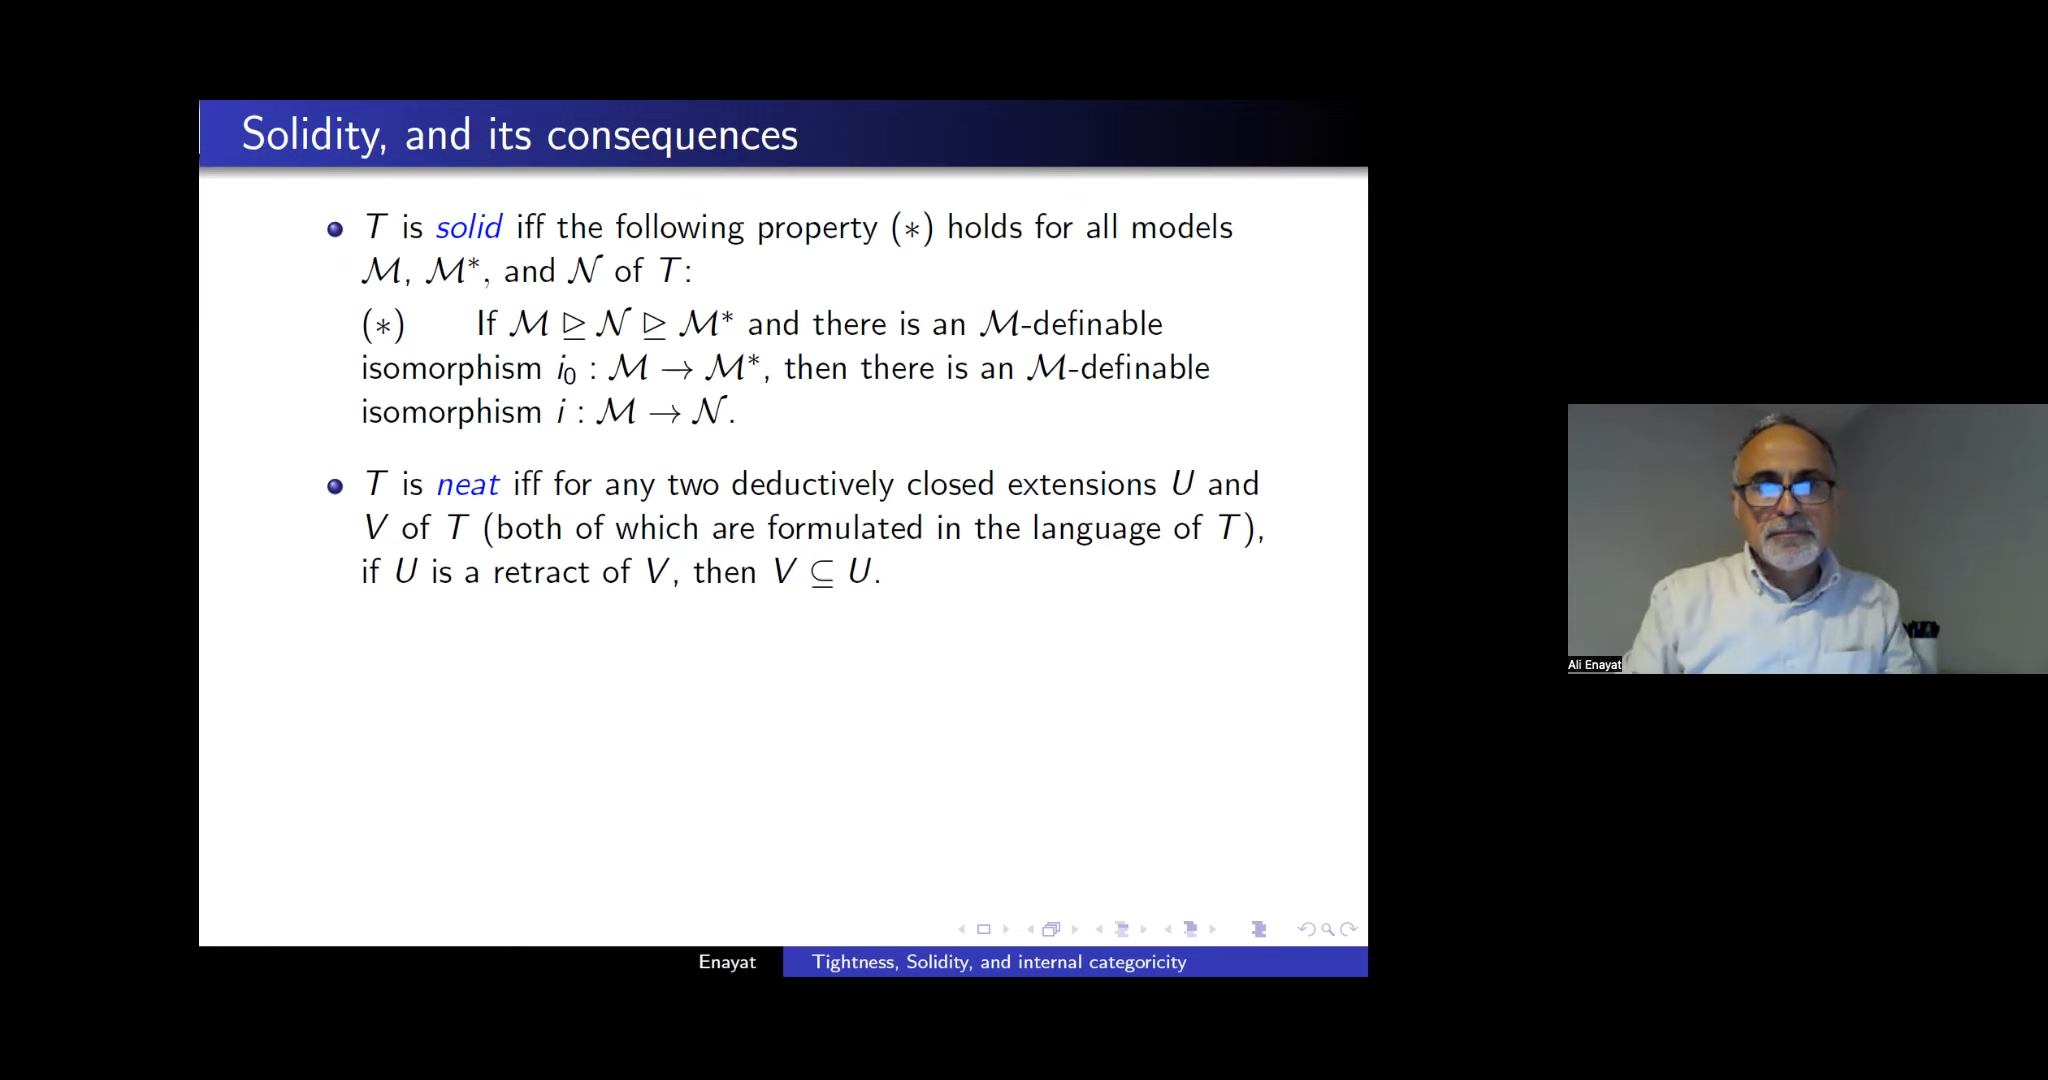 Solidity, and its consequences
T is solid iff the following property (∗) holds for all models
ℳ, ℳ*, and 𝒩 of T:
(∗) If ℳ ⊵ 𝒩 ⊵ ℳ* and there is an ℳ-definable
isomorphism i₀ : ℳ → ℳ*, then there is an ℳ-definable
isomorphism i : ℳ → 𝒩.
T is neat iff for any two deductively closed extensions U and
V of T (both of which are formulated in the language of T),
if U is a retract of V, then V ⊆ U.
Ali Enayat
Enayat Tightness, Solidity, and internal categoricity